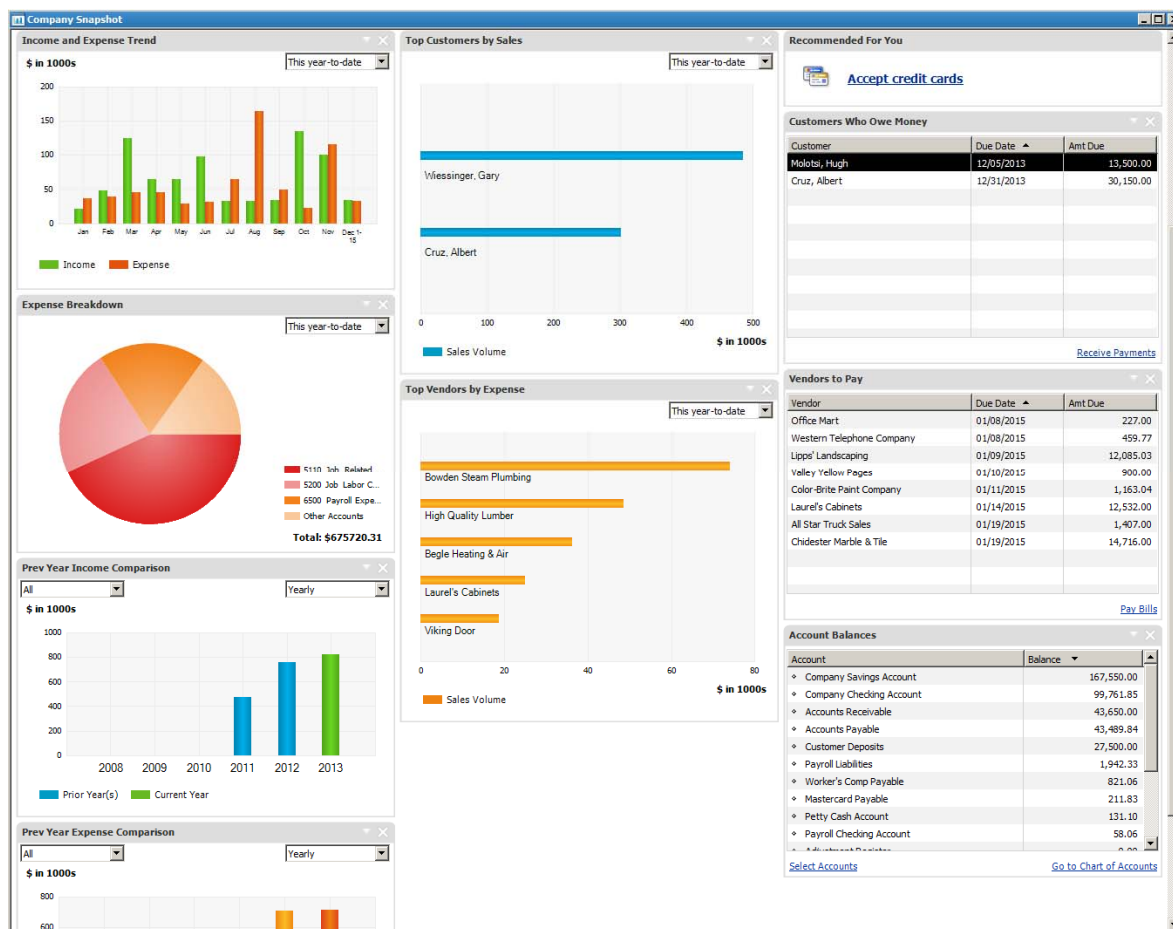 Company Snapshot
Income and Expense Trend
$ in 1000s
This year-to-date
200
150
100
50
0
Jan Feb Mar Apr May Jun Jul Aug Sep Oct Nov Dec 1-
15
Income Expense
Expense Breakdown
This year-to-date
5110 Job Related ...
5200 Job Labor C...
6500 Payroll Expe...
Other Accounts
Total: $675720.31
Prev Year Income Comparison
All Yearly
$ in 1000s
1000
800
600
400
200
0
2008 2009 2010 2011 2012 2013
Prior Year(s) Current Year
Prev Year Expense Comparison
All Yearly
$ in 1000s
800
600
Top Customers by Sales
This year-to-date
Wiessinger, Gary
Cruz, Albert
0 100 200 300 400 500
$ in 1000s
Sales Volume
Top Vendors by Expense
This year-to-date
Bowden Steam Plumbing
High Quality Lumber
Begle Heating & Air
Laurel's Cabinets
Viking Door
0 20 40 60 80
$ in 1000s
Sales Volume
Recommended For You
Accept credit cards
Customers Who Owe Money
Customer Due Date Amt Due
Molotsi, Hugh 12/05/2013 13,500.00
Cruz, Albert 12/31/2013 30,150.00
Receive Payments
Vendors to Pay
Vendor Due Date Amt Due
Office Mart 01/08/2015 227.00
Western Telephone Company 01/08/2015 459.77
Lipps' Landscaping 01/09/2015 12,085.03
Valley Yellow Pages 01/10/2015 900.00
Color-Brite Paint Company 01/11/2015 1,163.04
Laurel's Cabinets 01/14/2015 12,532.00
All Star Truck Sales 01/19/2015 1,407.00
Chidester Marble & Tile 01/19/2015 14,716.00
Pay Bills
Account Balances
Account Balance
Company Savings Account 167,550.00
Company Checking Account 99,761.85
Accounts Receivable 43,650.00
Accounts Payable 43,489.84
Customer Deposits 27,500.00
Payroll Liabilities 1,942.33
Worker's Comp Payable 821.06
Mastercard Payable 211.83
Petty Cash Account 131.10
Payroll Checking Account 58.06
Select Accounts Go to Chart of Accounts